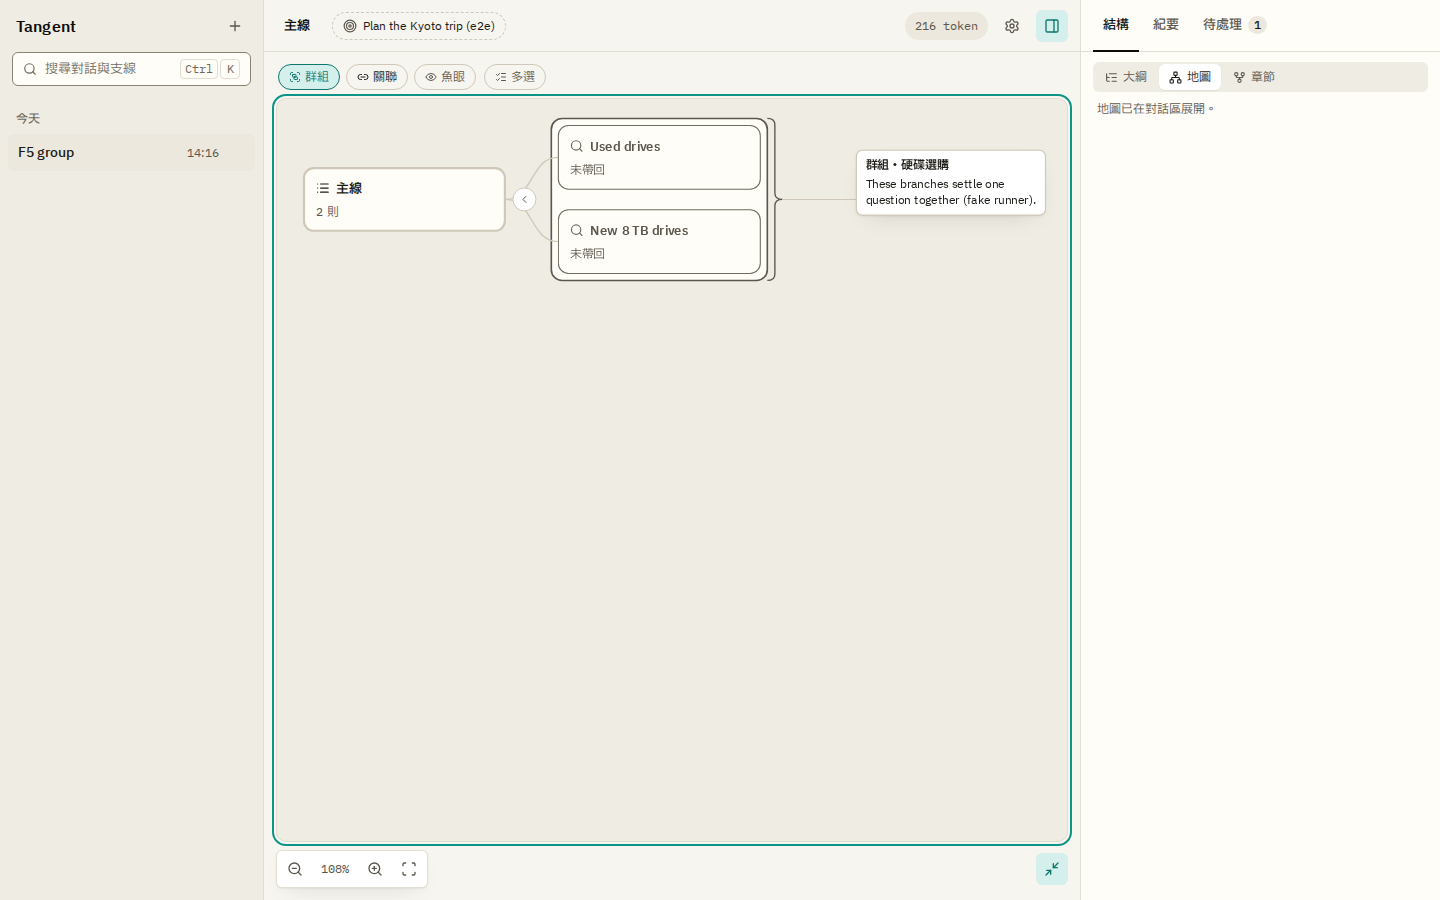 Tangent
搜尋對話與支線
Ctrl K
今天
F5 group 14:16
主線
Plan the Kyoto trip (e2e)
216 token
群組
關聯
魚眼
多選
主線
2 則
Used drives
未帶回
New 8 TB drives
未帶回
群組・硬碟選購
These branches settle one
question together (fake runner).
108%
結構
紀要
待處理 1
大綱
地圖
章節
地圖已在對話區展開。